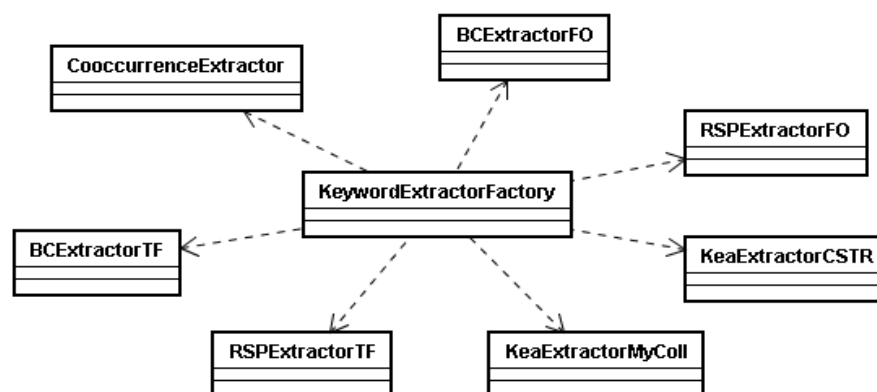 BCExtractorFO
CooccurrenceExtractor
RSPExtractorFO
KeywordExtractorFactory
BCExtractorTF
KeaExtractorCSTR
RSPExtractorTF
KeaExtractorMyColl